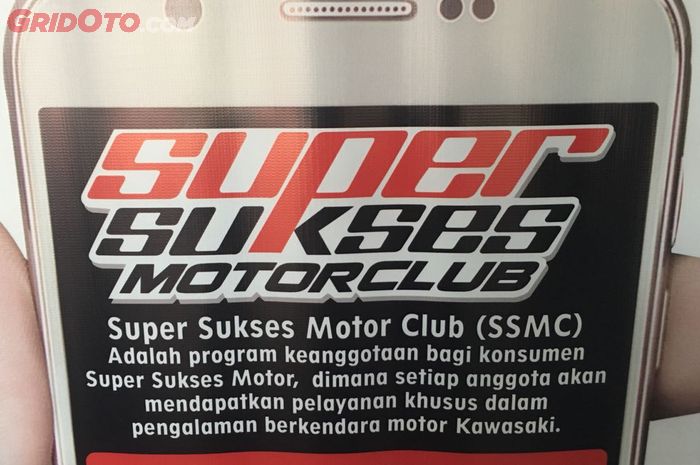 GRIDOTO.COM
super
sukses
MOTORCLUB
Super Sukses Motor Club (SSMC)
Adalah program keanggotaan bagi konsumen
Super Sukses Motor, dimana setiap anggota akan
mendapatkan pelayanan khusus dalam
pengalaman berkendara motor Kawasaki.